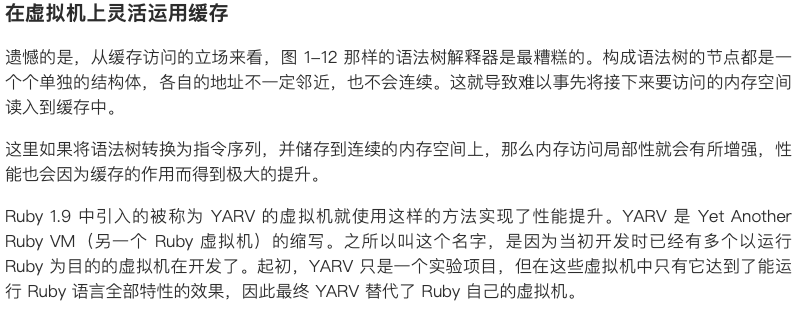 在虚拟机上灵活运用缓存
遗憾的是，从缓存访问的立场来看，图 1–12 那样的语法树解释器是最糟糕的。构成语法树的节点都是一
个个单独的结构体，各自的地址不一定邻近，也不会连续。这就导致难以事先将接下来要访问的内存空间
读入到缓存中。
这里如果将语法树转换为指令序列，并储存到连续的内存空间上，那么内存访问局部性就会有所增强，性
能也会因为缓存的作用而得到极大的提升。
Ruby 1.9 中引入的被称为 YARV 的虚拟机就使用这样的方法实现了性能提升。YARV 是 Yet Another
Ruby VM（另一个 Ruby 虚拟机）的缩写。之所以叫这个名字，是因为当初开发时已经有多个以运行
Ruby 为目的的虚拟机在开发了。起初，YARV 只是一个实验项目，但在这些虚拟机中只有它达到了能运
行 Ruby 语言全部特性的效果，因此最终 YARV 替代了 Ruby 自己的虚拟机。